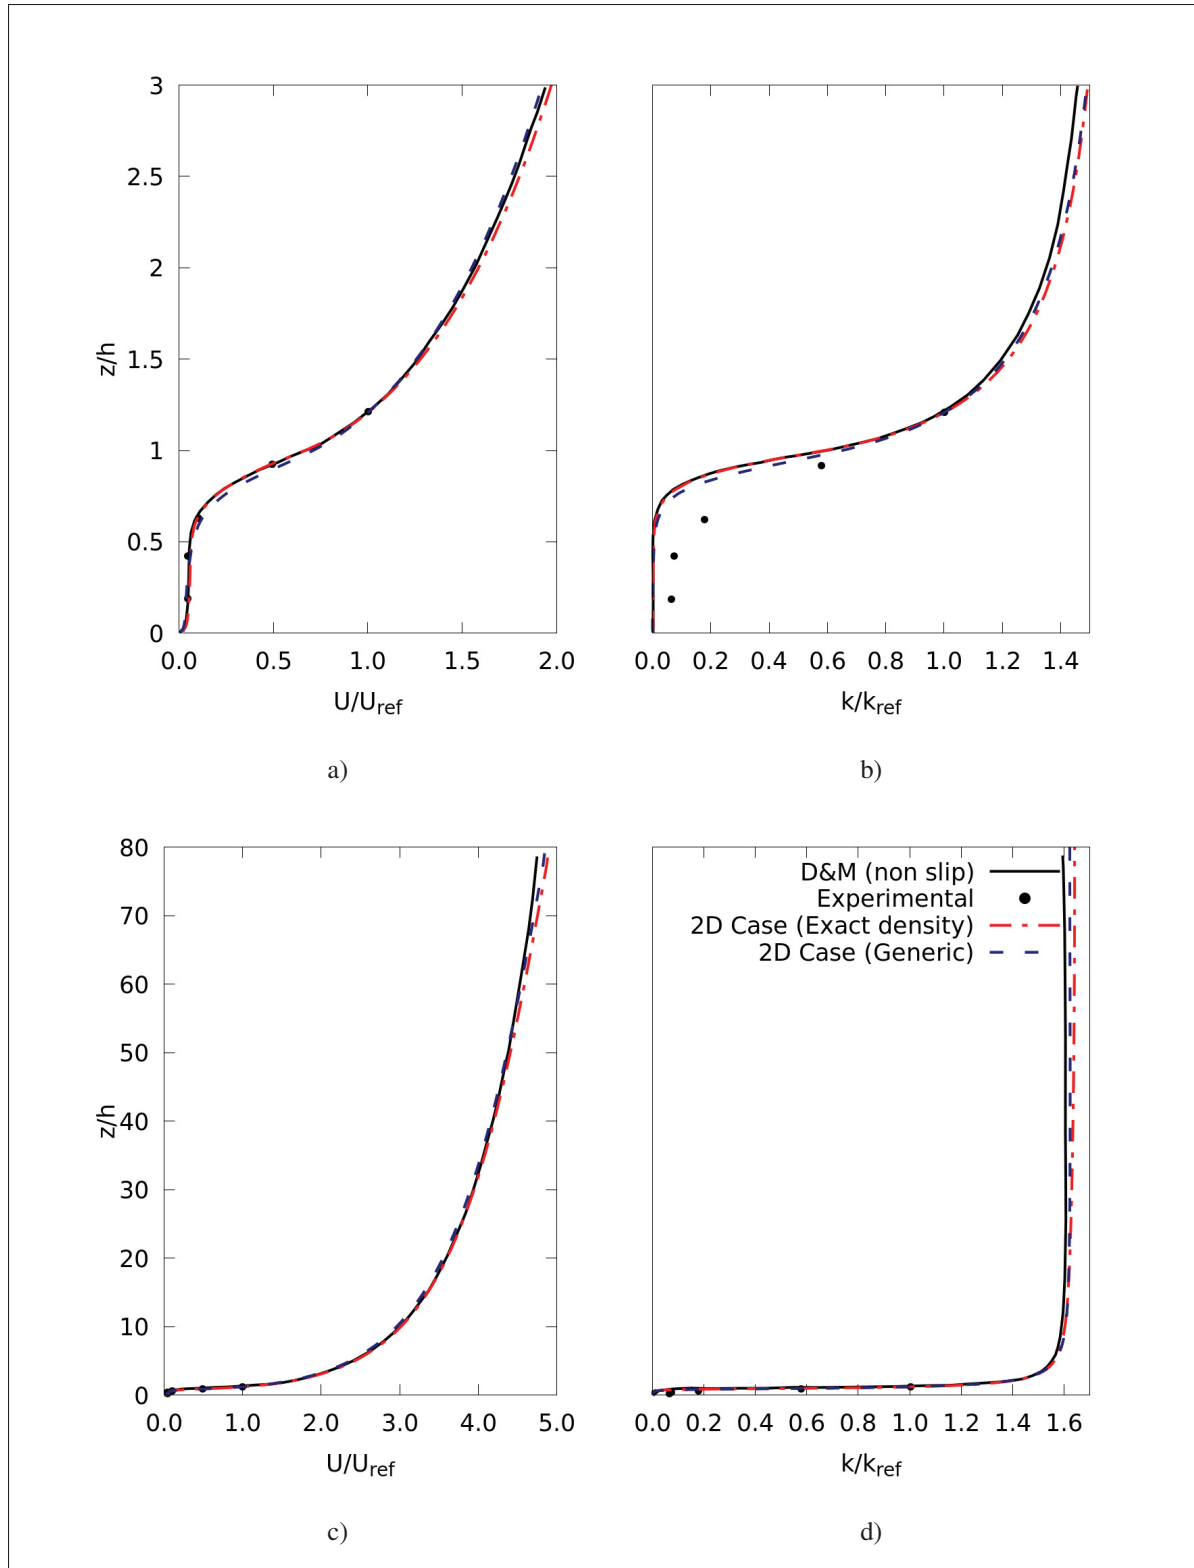 3
2.5
2
1.5
1
0.5
0
z/h
0.0 0.5 1.0 1.5 2.0
U/Uref
a)
0.0 0.2 0.4 0.6 0.8 1.0 1.2 1.4
k/kref
b)
80
70
60
50
40
30
20
10
0
z/h
0.0 1.0 2.0 3.0 4.0 5.0
U/Uref
c)
D&M (non slip)
Experimental
2D Case (Exact density)
2D Case (Generic)
0.0 0.2 0.4 0.6 0.8 1.0 1.2 1.4 1.6
k/kref
d)